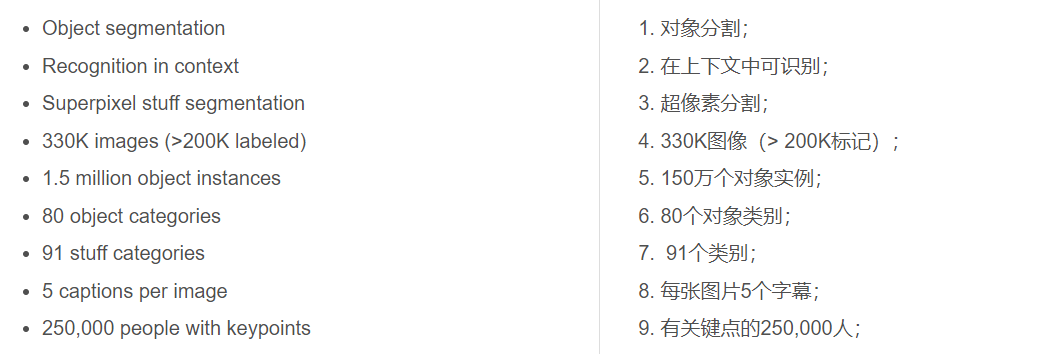 Object segmentation
Recognition in context
Superpixel stuff segmentation
330K images (>200K labeled)
1.5 million object instances
80 object categories
91 stuff categories
5 captions per image
250,000 people with keypoints
1. 对象分割；
2. 在上下文中可识别；
3. 超像素分割；
4. 330K图像（> 200K标记）；
5. 150万个对象实例；
6. 80个对象类别；
7. 91个类别；
8. 每张图片5个字幕；
9. 有关键点的250,000人；